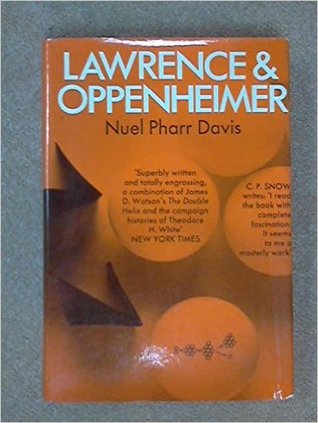 LAWRENCE &
OPPENHEIMER
Nuel Pharr Davis
'Superbly written
and totally engrossing,
a combination of James
D. Watson's The Double
Helix and the campaign
histories of Theodore
H. White'
NEW YORK TIMES
C. P. SNOW
writes: 'I read
the book with
complete
fascination.
It seems
to me a
masterly work'